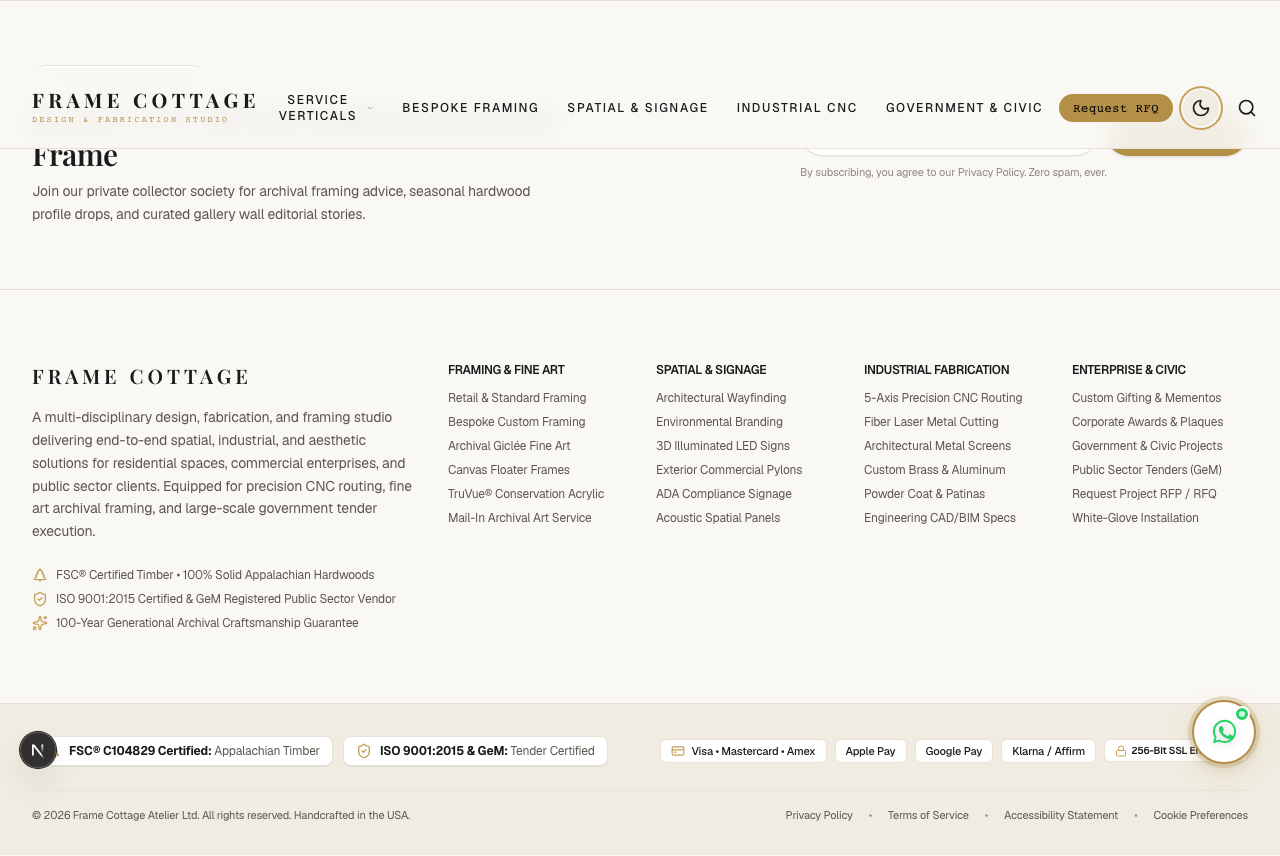 FRAME COTTAGE
DESIGN & FABRICATION STUDIO
SERVICE
VERTICALS
BESPOKE FRAMING
SPATIAL & SIGNAGE
INDUSTRIAL CNC
GOVERNMENT & CIVIC
Request RFQ
Frame
Join our private collector society for archival framing advice, seasonal hardwood
profile drops, and curated gallery wall editorial stories.
By subscribing, you agree to our Privacy Policy. Zero spam, ever.
FRAME COTTAGE
A multi-disciplinary design, fabrication, and framing studio
delivering end-to-end spatial, industrial, and aesthetic
solutions for residential spaces, commercial enterprises, and
public sector clients. Equipped for precision CNC routing, fine
art archival framing, and large-scale government tender
execution.
FSC® Certified Timber • 100% Solid Appalachian Hardwoods
ISO 9001:2015 Certified & GeM Registered Public Sector Vendor
100-Year Generational Archival Craftsmanship Guarantee
FRAMING & FINE ART
Retail & Standard Framing
Bespoke Custom Framing
Archival Giclée Fine Art
Canvas Floater Frames
TruVue® Conservation Acrylic
Mail-In Archival Art Service
SPATIAL & SIGNAGE
Architectural Wayfinding
Environmental Branding
3D Illuminated LED Signs
Exterior Commercial Pylons
ADA Compliance Signage
Acoustic Spatial Panels
INDUSTRIAL FABRICATION
5-Axis Precision CNC Routing
Fiber Laser Metal Cutting
Architectural Metal Screens
Custom Brass & Aluminum
Powder Coat & Patinas
Engineering CAD/BIM Specs
ENTERPRISE & CIVIC
Custom Gifting & Mementos
Corporate Awards & Plaques
Government & Civic Projects
Public Sector Tenders (GeM)
Request Project RFP / RFQ
White-Glove Installation
N
FSC® C104829 Certified: Appalachian Timber
ISO 9001:2015 & GeM: Tender Certified
Visa • Mastercard • Amex
Apple Pay
Google Pay
Klarna / Affirm
256-Bit SSL
© 2026 Frame Cottage Atelier Ltd. All rights reserved. Handcrafted in the USA.
Privacy Policy • Terms of Service • Accessibility Statement • Cookie Preferences